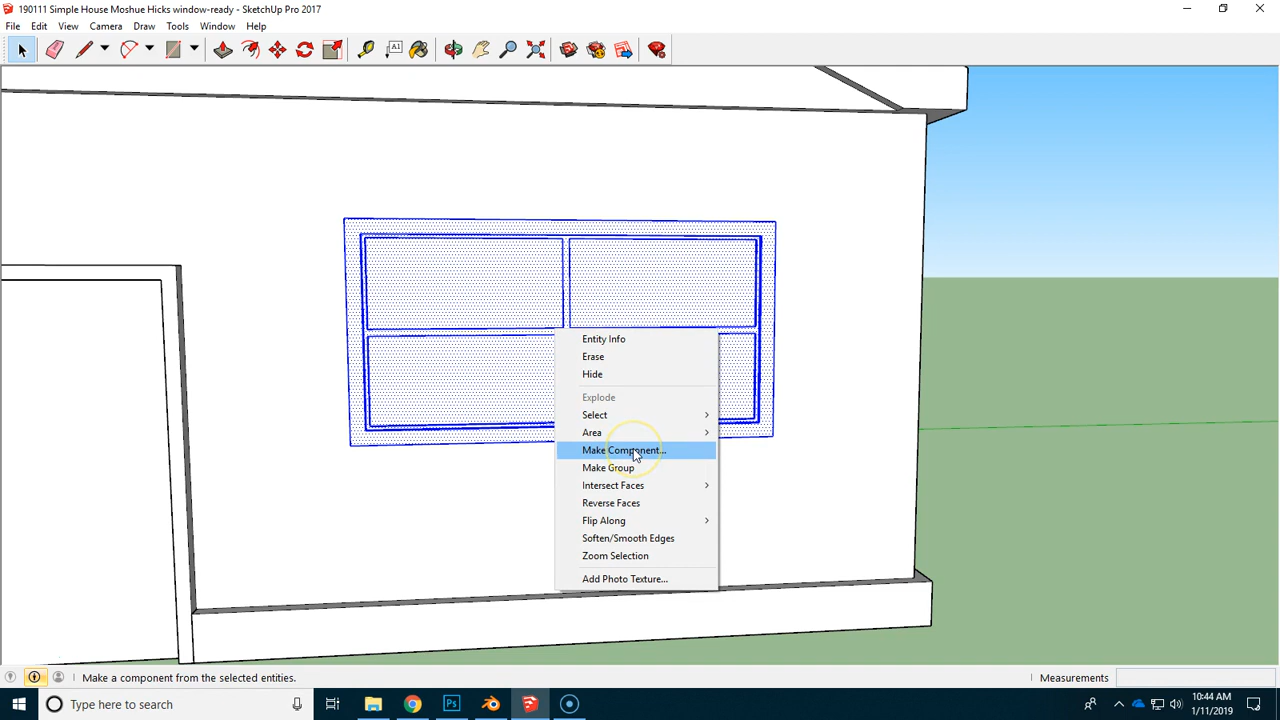 190111 Simple House Moshue Hicks window-ready - SketchUp Pro 2017
File Edit View Camera Draw Tools Window Help
A1
Entity Info
Erase
Hide
Explode
Select
Area
Make Component...
Make Group
Intersect Faces
Reverse Faces
Flip Along
Soften/Smooth Edges
Zoom Selection
Add Photo Texture...
Make a component from the selected entities.
Measurements
Type here to search
Ps
10:44 AM
1/11/2019